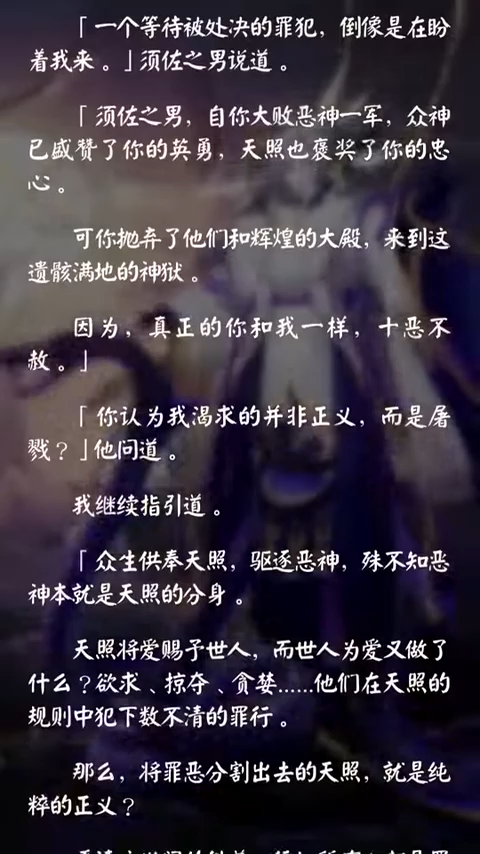 「一个等待被处决的罪犯，倒像是在盼
着我来。」须佐之男说道。
「须佐之男，自你大败恶神一军，众神
已盛赞了你的英勇，天照也褒奖了你的忠
心。
可你抛弃了他们和辉煌的大殿，来到这
遗骸满地的神狱。
因为，真正的你和我一样，十恶不
赦。」
「你认为我渴求的并非正义，而是屠
戮？」他问道。
我继续指引道。
「众生供奉天照，驱逐恶神，殊不知恶
神本就是天照的分身。
天照将爱赐予世人，而世人为爱又做了
什么？欲求、掠夺、贪婪……他们在天照的
规则中犯下数不清的罪行。
那么，将罪恶分割出去的天照，就是纯
粹的正义？